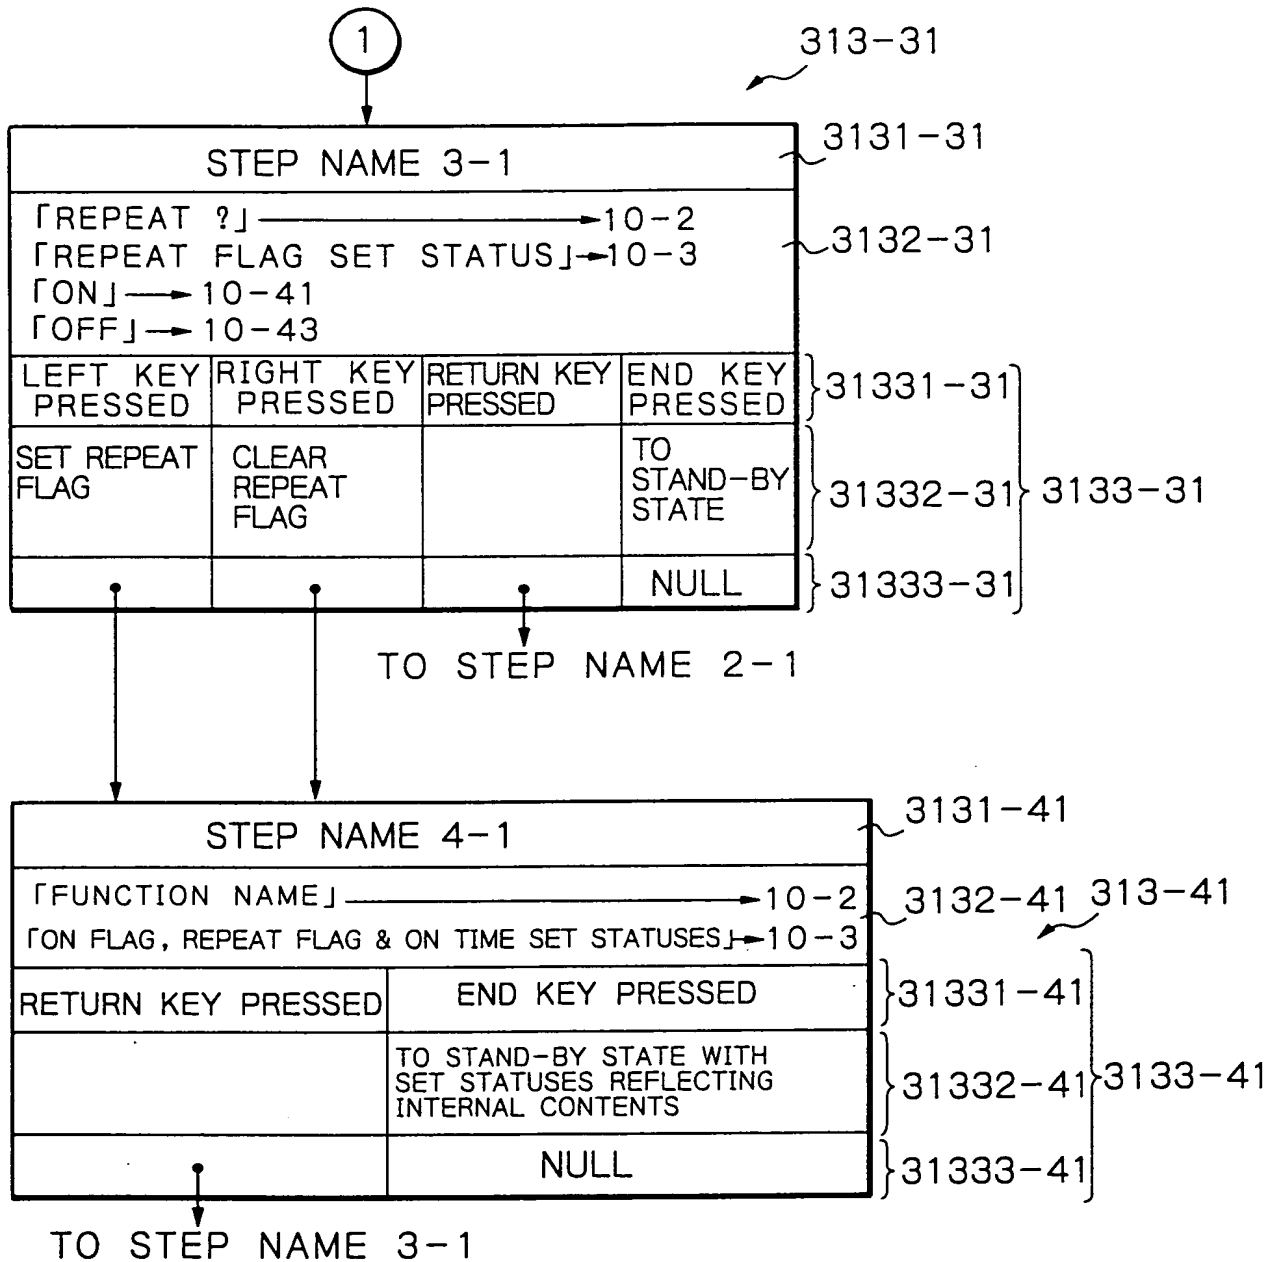 1
313-31
3131-31
STEP NAME 3-1
「REPEAT ?」→10-2
3132-31
「REPEAT FLAG SET STATUS」→10-3
「ON」→10-41
「OFF」→10-43
LEFT KEY
PRESSED
RIGHT KEY
PRESSED
RETURN KEY
PRESSED
END KEY
PRESSED
31331-31
SET REPEAT
FLAG
CLEAR
REPEAT
FLAG
TO
STAND-BY
STATE
31332-31
3133-31
NULL
31333-31
TO STEP NAME 2-1
3131-41
STEP NAME 4-1
「FUNCTION NAME」→10-2
3132-41
313-41
「ON FLAG, REPEAT FLAG & ON TIME SET STATUSES」→10-3
RETURN KEY PRESSED
END KEY PRESSED
31331-41
TO STAND-BY STATE WITH
SET STATUSES REFLECTING
INTERNAL CONTENTS
31332-41
3133-41
NULL
31333-41
TO STEP NAME 3-1